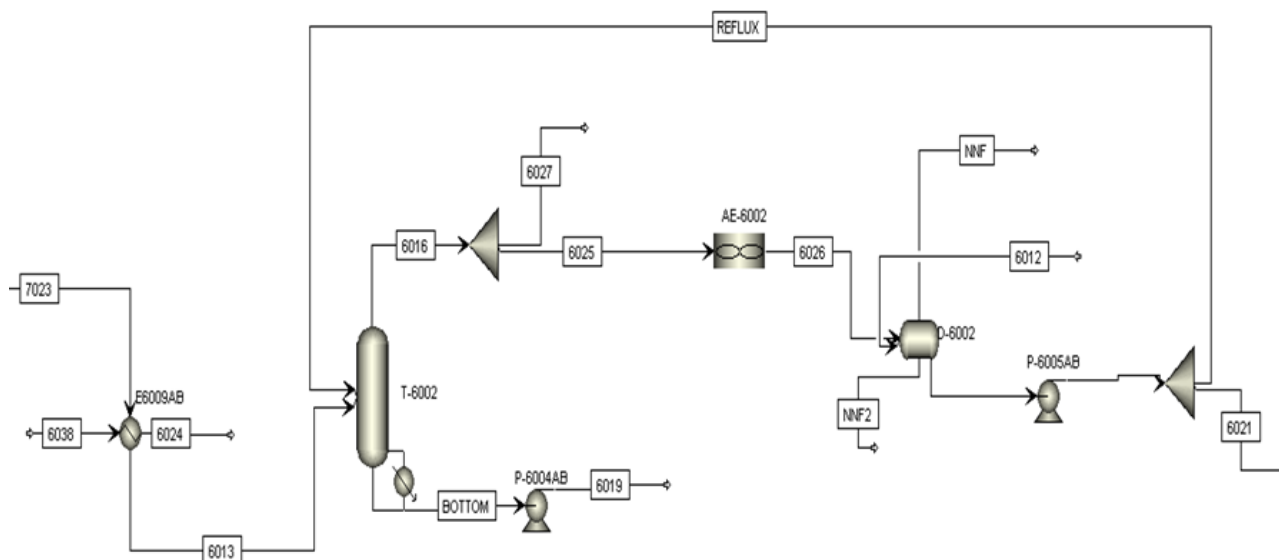 REFLUX
6027
NNF
AE-6002
6016
6025
6026
6012
7023
D-6002
P-6005AB
E6009AB
T-6002
6038
6024
NNF2
6021
P-6004AB
6019
BOTTOM
6013